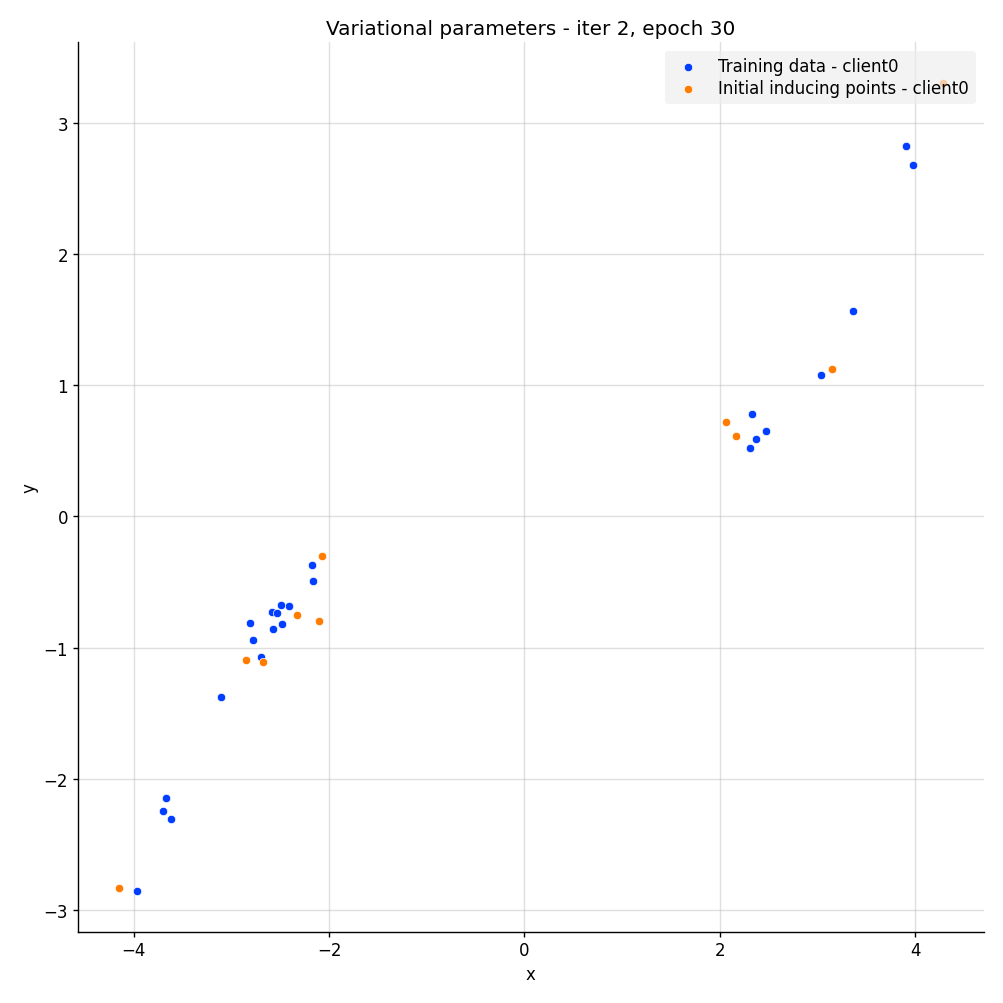 Variational parameters - iter 2, epoch 30
Training data - client0
Initial inducing points - client0
3
2
1
0
−1
−2
−3
y
−4
−2
0
2
4
x